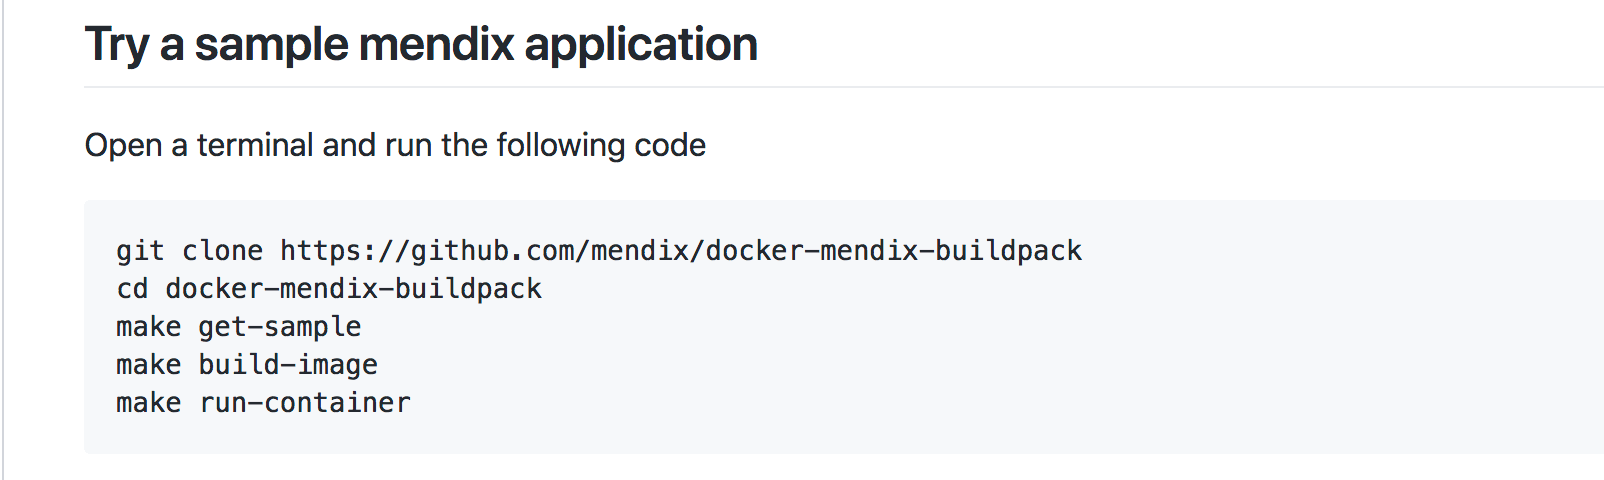 Try a sample mendix application
Open a terminal and run the following code
git clone https://github.com/mendix/docker-mendix-buildpack
cd docker-mendix-buildpack
make get-sample
make build-image
make run-container